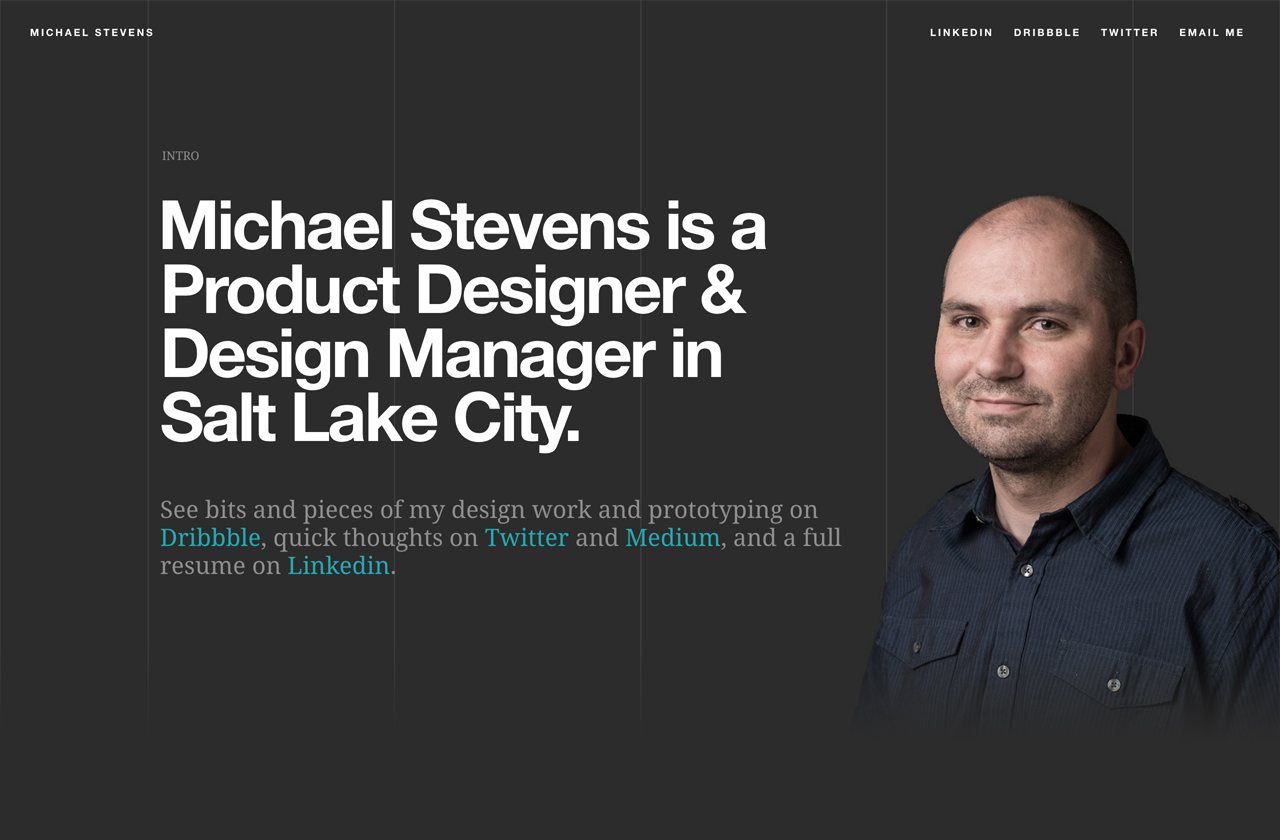 MICHAEL STEVENS
LINKEDIN DRIBBBLE TWITTER EMAIL ME
INTRO
Michael Stevens is a
Product Designer &
Design Manager in
Salt Lake City.
See bits and pieces of my design work and prototyping on
Dribbble, quick thoughts on Twitter and Medium, and a full
resume on Linkedin.